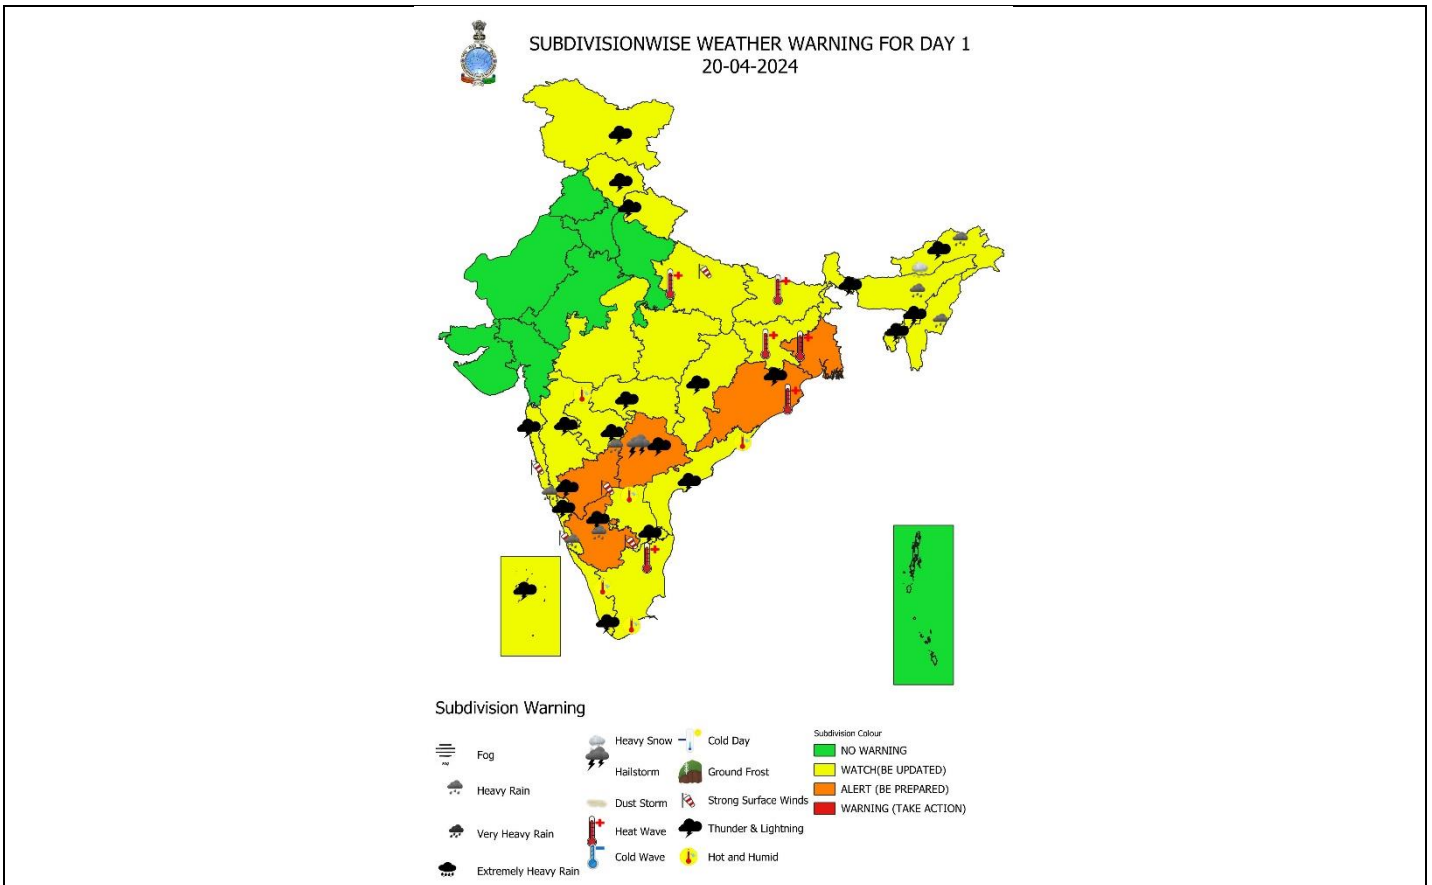 SUBDIVISIONWISE WEATHER WARNING FOR DAY 1
20-04-2024
Subdivision Warning
Fog
FOG
Heavy Rain
Very Heavy Rain
Extremely Heavy Rain
Heavy Snow
Hailstorm
Dust Storm
Heat Wave
Cold Wave
Cold Day
Ground Frost
Strong Surface Winds
Thunder & Lightning
Hot and Humid
Subdivision Colour
NO WARNING
WATCH(BE UPDATED)
ALERT (BE PREPARED)
WARNING (TAKE ACTION)